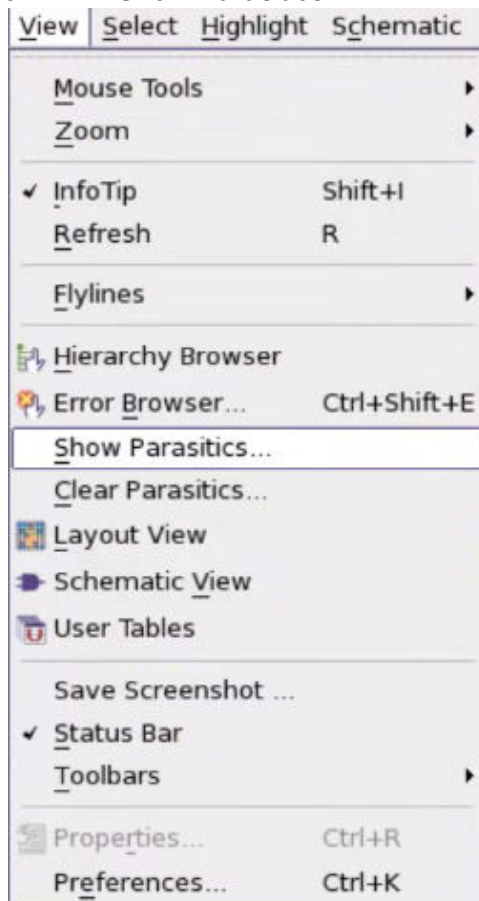 View Select Highlight Schematic
Mouse Tools
Zoom
InfoTip Shift+I
Refresh R
Flylines
Hierarchy Browser
Error Browser... Ctrl+Shift+E
Show Parasitics...
Clear Parasitics...
Layout View
Schematic View
User Tables
Save Screenshot ...
Status Bar
Toolbars
Properties... Ctrl+R
Preferences... Ctrl+K